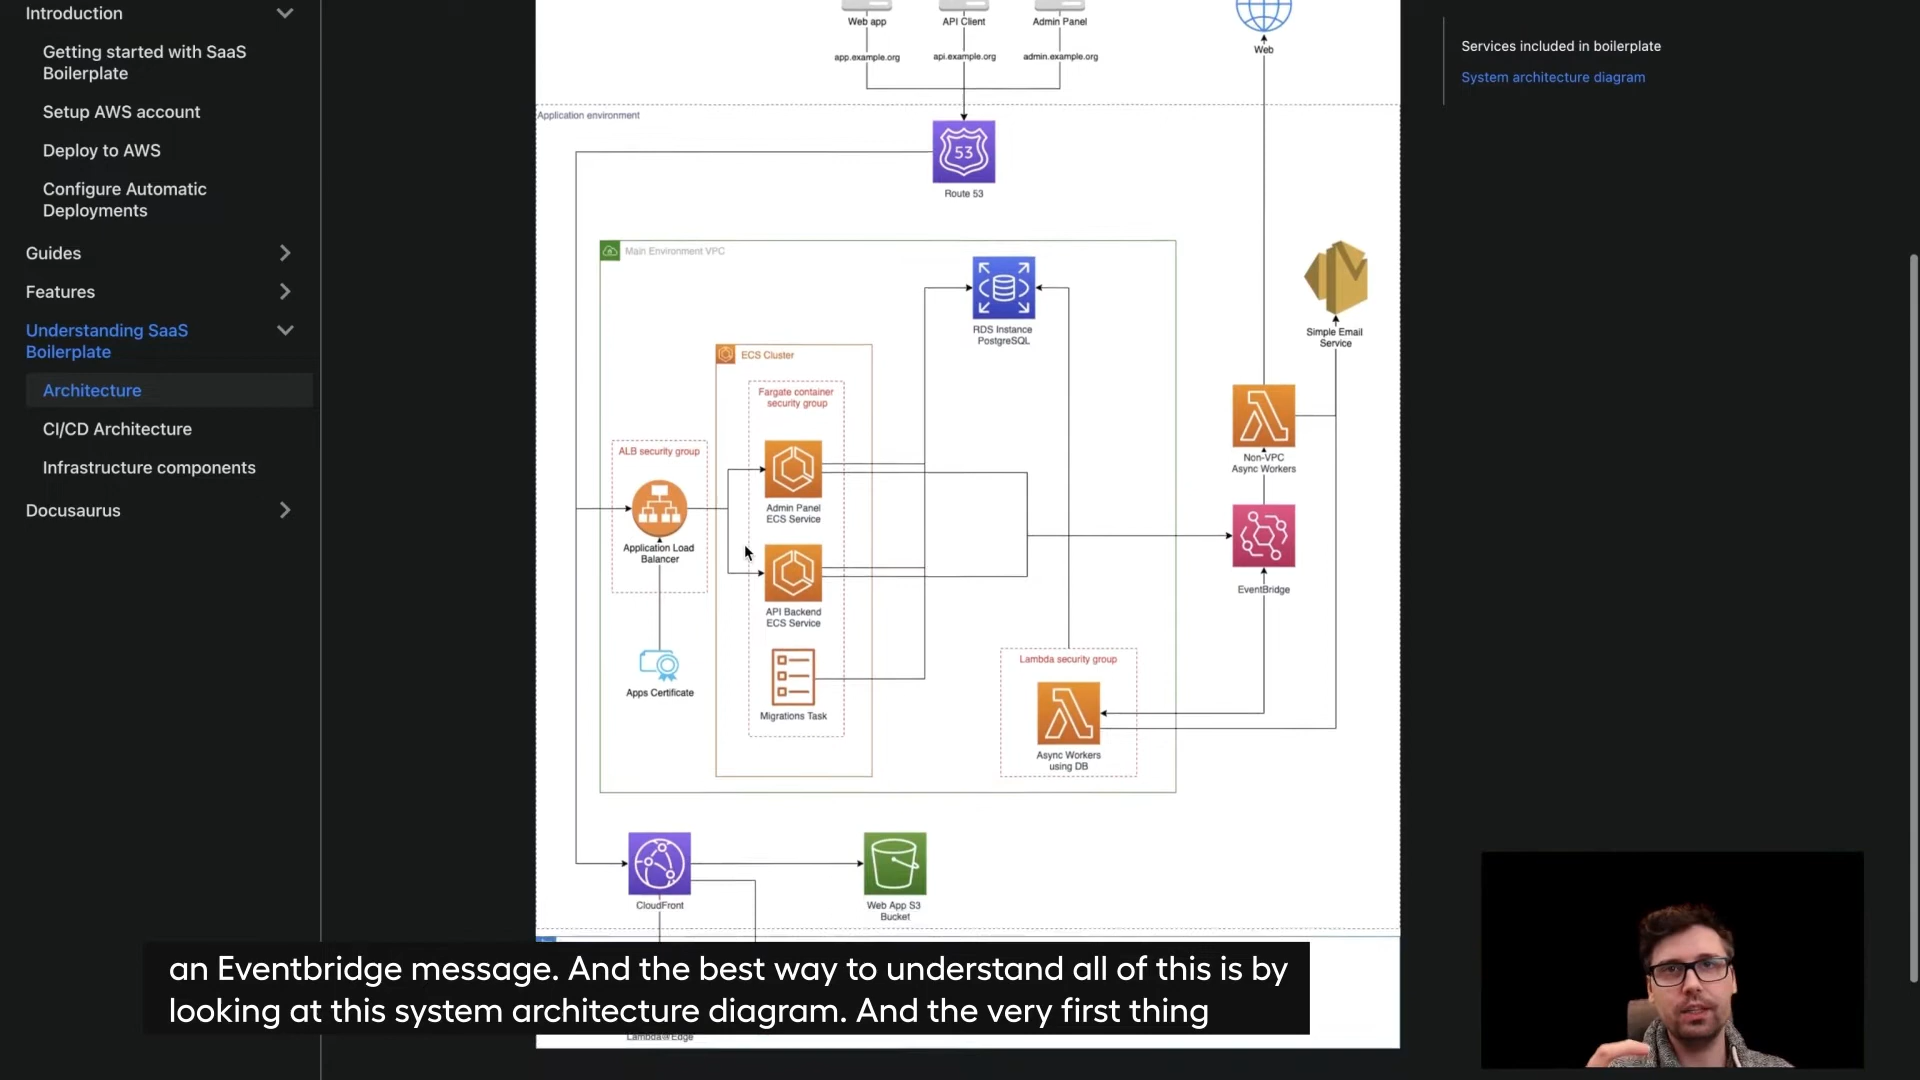 Introduction
Getting started with SaaS
Boilerplate
Setup AWS account
Deploy to AWS
Configure Automatic
Deployments
Guides
Features
Understanding SaaS
Boilerplate
Architecture
CI/CD Architecture
Infrastructure components
Docusaurus
Web app
API Client
Admin Panel
app.example.org
api.example.org
admin.example.org
Web
Application environment
53
Route 53
Main Environment VPC
RDS Instance
PostgreSQL
Simple Email
Service
ECS Cluster
Fargate container
security group
ALB security group
Admin Panel
ECS Service
Application Load
Balancer
API Backend
ECS Service
Apps Certificate
Migrations Task
Non-VPC
Async Workers
EventBridge
Lambda security group
Async Workers
using DB
CloudFront
Web App S3
Bucket
Lambda@Edge
Services included in boilerplate
System architecture diagram
an Eventbridge message. And the best way to understand all of this is by
looking at this system architecture diagram. And the very first thing